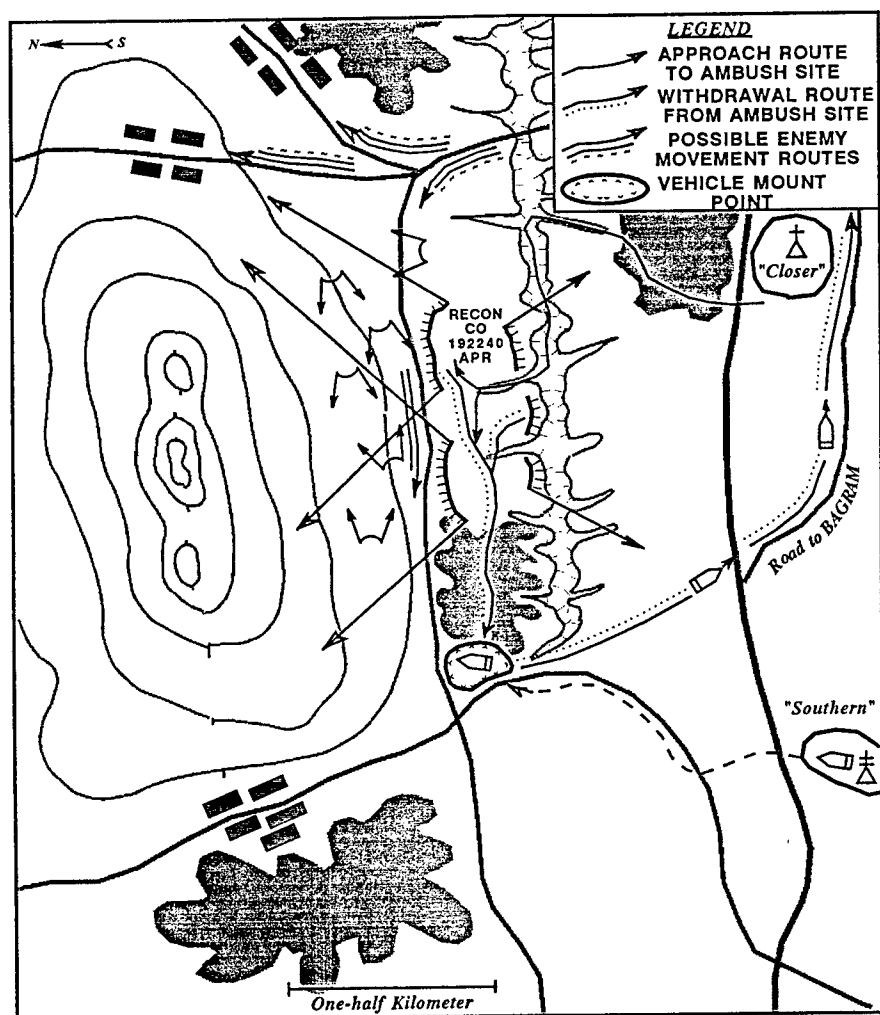 N S
LEGEND
APPROACH ROUTE
TO AMBUSH SITE
WITHDRAWAL ROUTE
FROM AMBUSH SITE
POSSIBLE ENEMY
MOVEMENT ROUTES
VEHICLE MOUNT
POINT
"Closer"
RECON
CO
192240
APR
Road to BAGRAM
"Southern"
One-half Kilometer